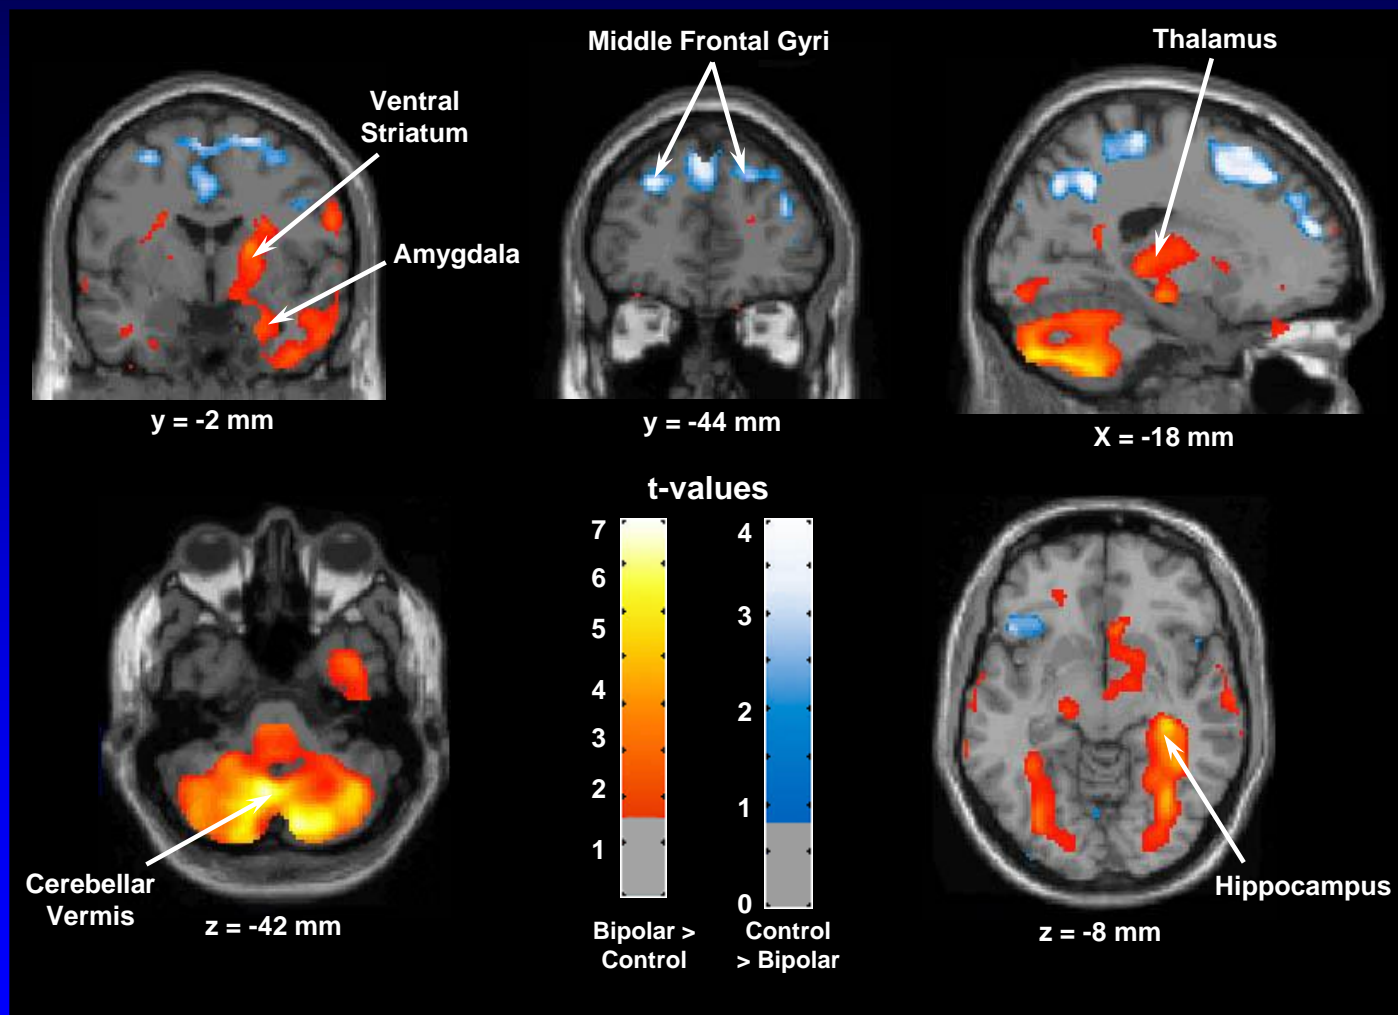 Middle Frontal Gyri
Thalamus
Ventral
Striatum
Amygdala
y = -2 mm
y = -44 mm
X = -18 mm
t-values
7
6
5
4
3
2
1
4
3
2
1
0
Bipolar >
Control
Control
> Bipolar
Cerebellar
Vermis
z = -42 mm
Hippocampus
z = -8 mm